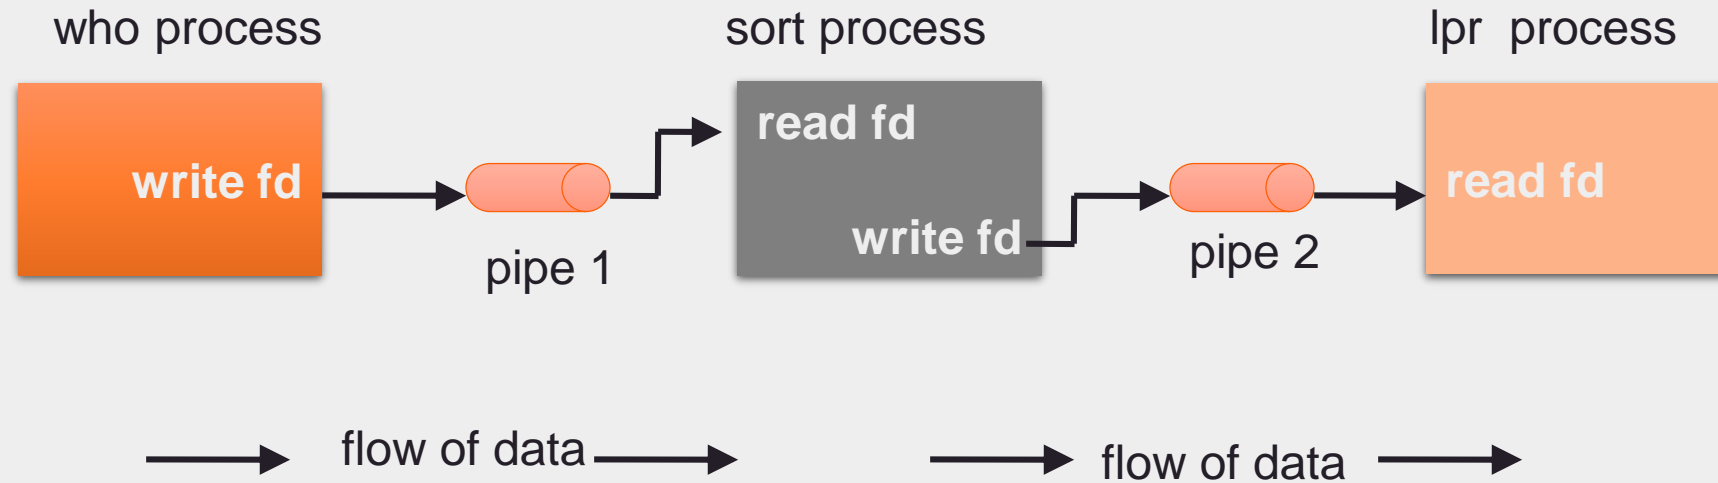 who process
sort process
lpr process
read fd
write fd
read fd
write fd
pipe 1
pipe 2
flow of data
flow of data